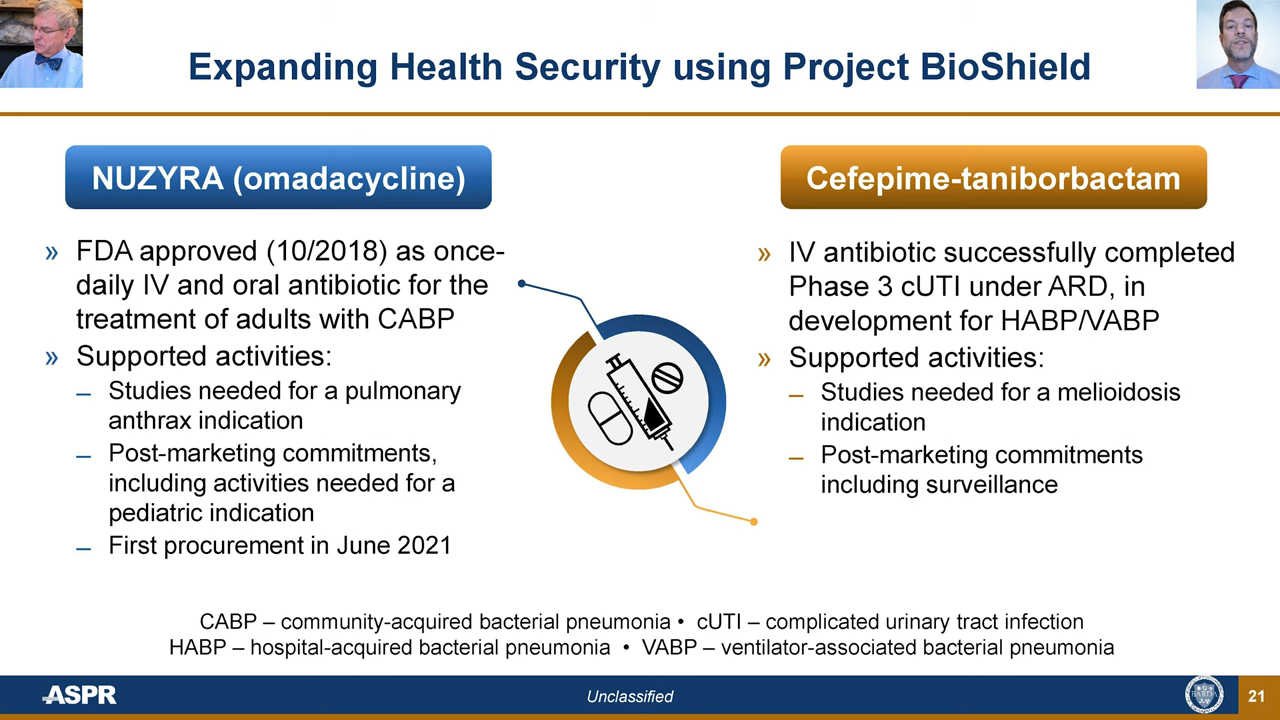 Expanding Health Security using Project BioShield
NUZYRA (omadacycline)
» FDA approved (10/2018) as once-
daily IV and oral antibiotic for the
treatment of adults with CABP
» Supported activities:
– Studies needed for a pulmonary
anthrax indication
– Post-marketing commitments,
including activities needed for a
pediatric indication
– First procurement in June 2021
Cefepime-taniborbactam
» IV antibiotic successfully completed
Phase 3 cUTI under ARD, in
development for HABP/VABP
» Supported activities:
– Studies needed for a melioidosis
indication
– Post-marketing commitments
including surveillance
CABP – community-acquired bacterial pneumonia • cUTI – complicated urinary tract infection
HABP – hospital-acquired bacterial pneumonia • VABP – ventilator-associated bacterial pneumonia
ASPR
Unclassified
BARDA
21